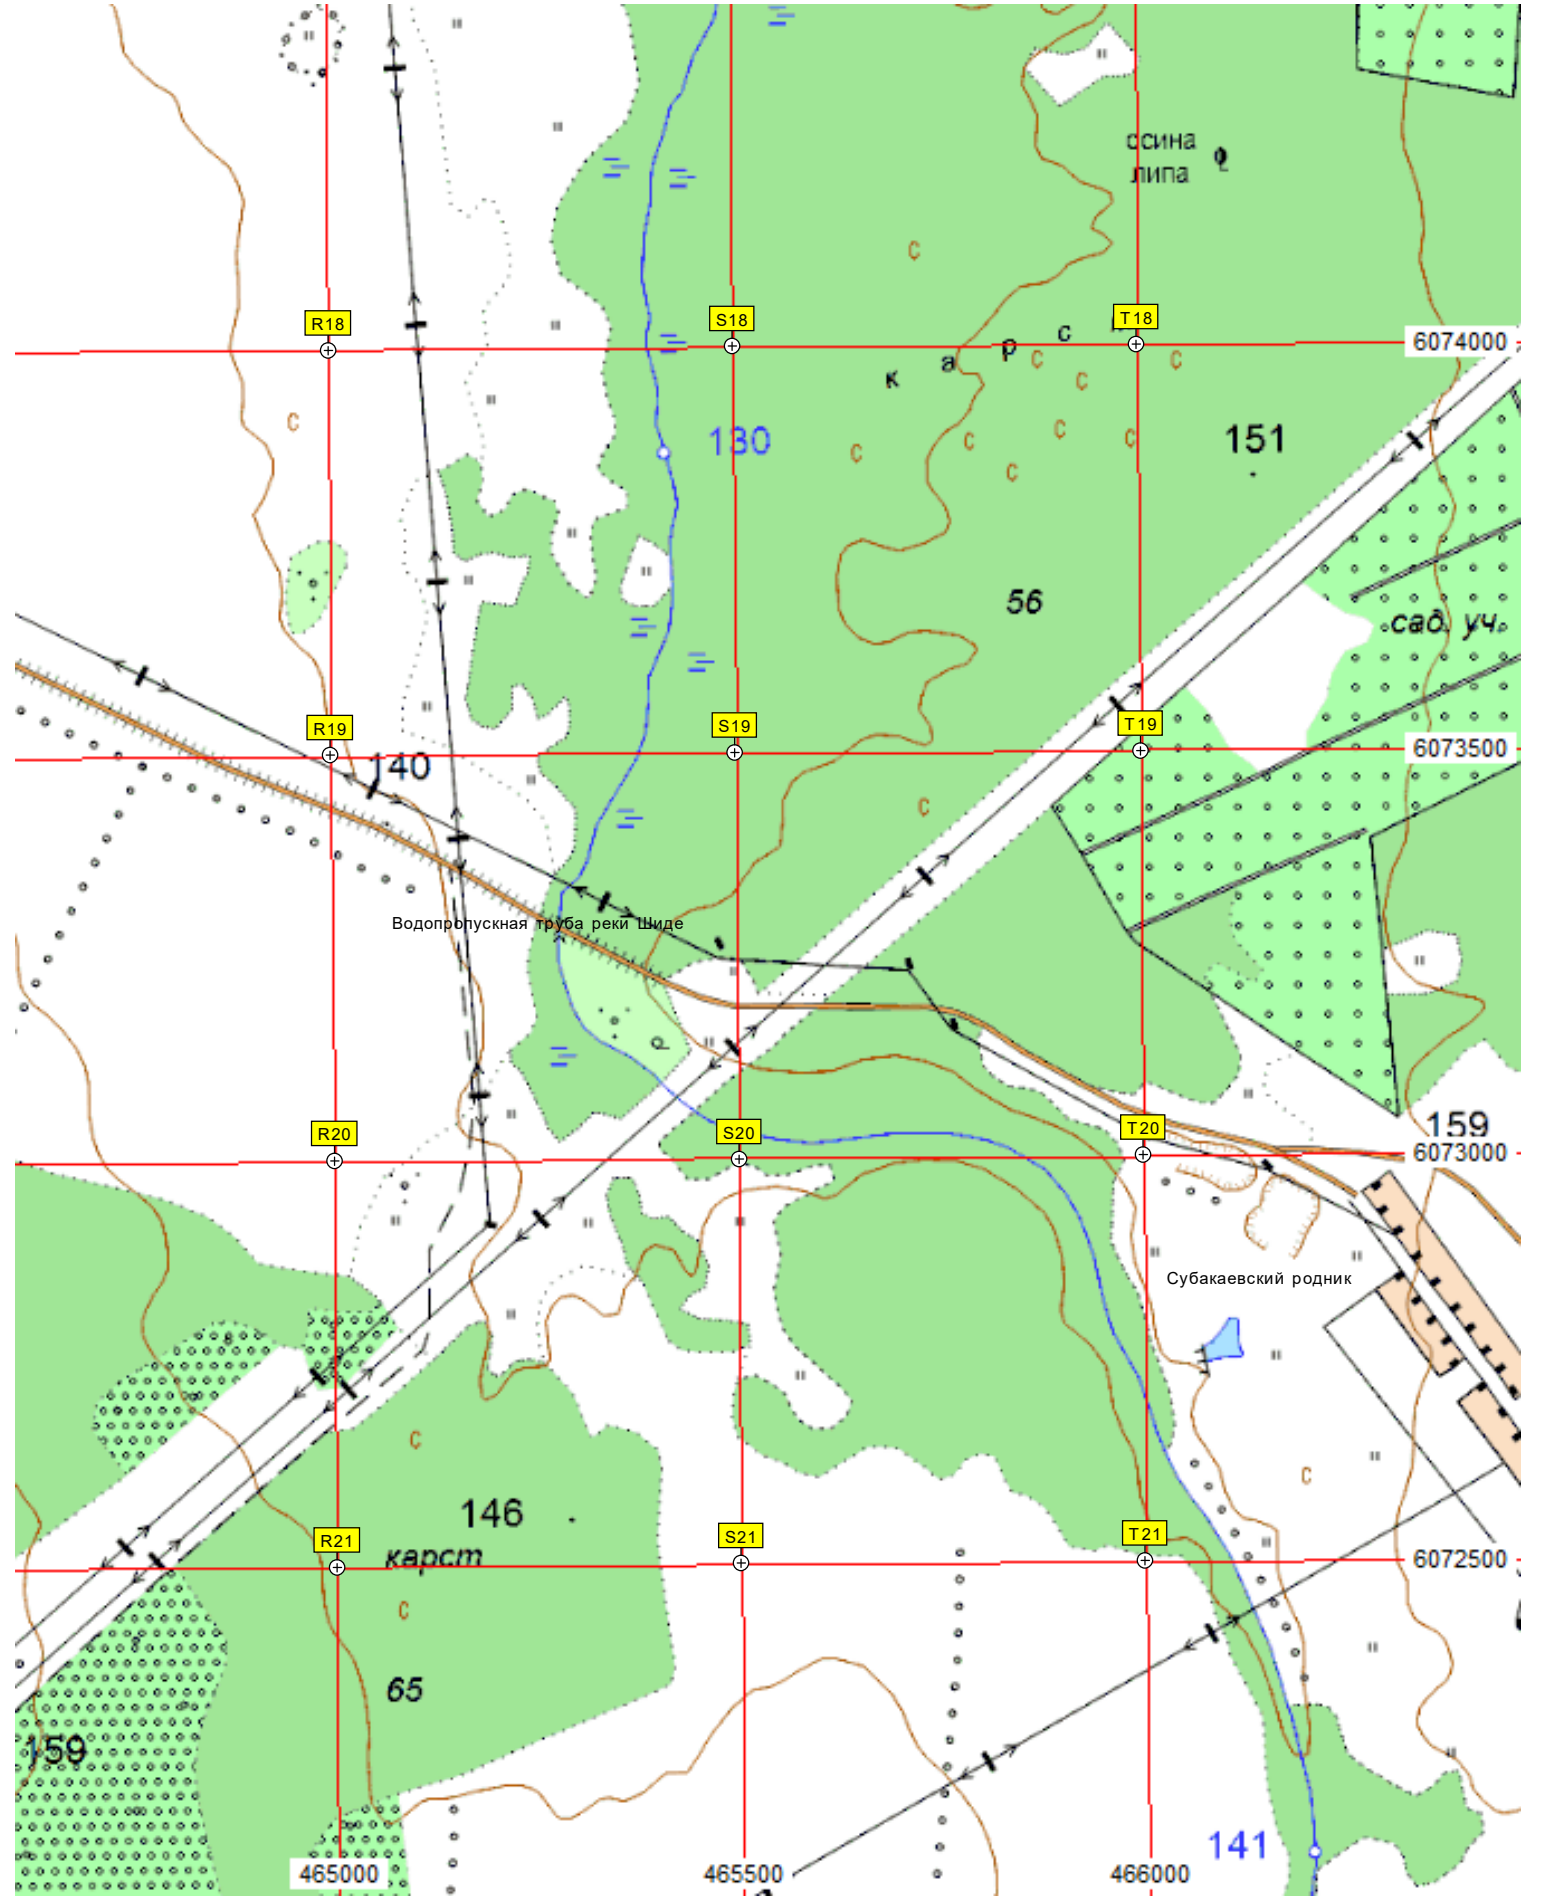 осина
липа
R18
S18
T18
6074000
к а р с
130
151
56
сад. уч.
R19
S19
T19
6073500
140
Водопропускная труба реки Шиде
R20
S20
T20
159
6073000
Субакаевский родник
146
R21
S21
T21
карст
6072500
65
159
141
465000
465500
466000